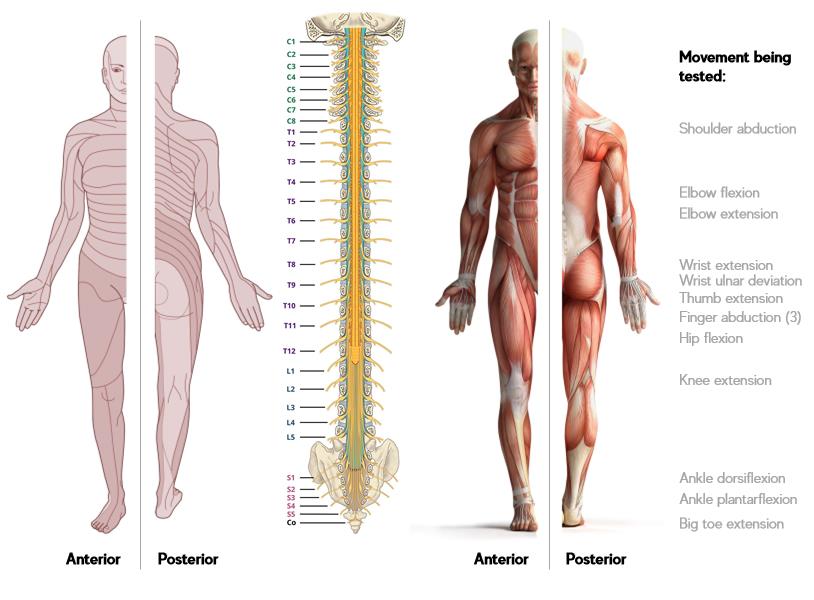 C1
C2
C3
C4
C5
C6
C7
C8
T1
T2
T3
T4
T5
T6
T7
T8
T9
T10
T11
T12
L1
L2
L3
L4
L5
S1
S2
S3
S4
S5
Co
Movement being
tested:
Shoulder abduction
Elbow flexion
Elbow extension
Wrist extension
Wrist ulnar deviation
Thumb extension
Finger abduction (3)
Hip flexion
Knee extension
Ankle dorsiflexion
Ankle plantarflexion
Big toe extension
Anterior
Posterior
Anterior
Posterior